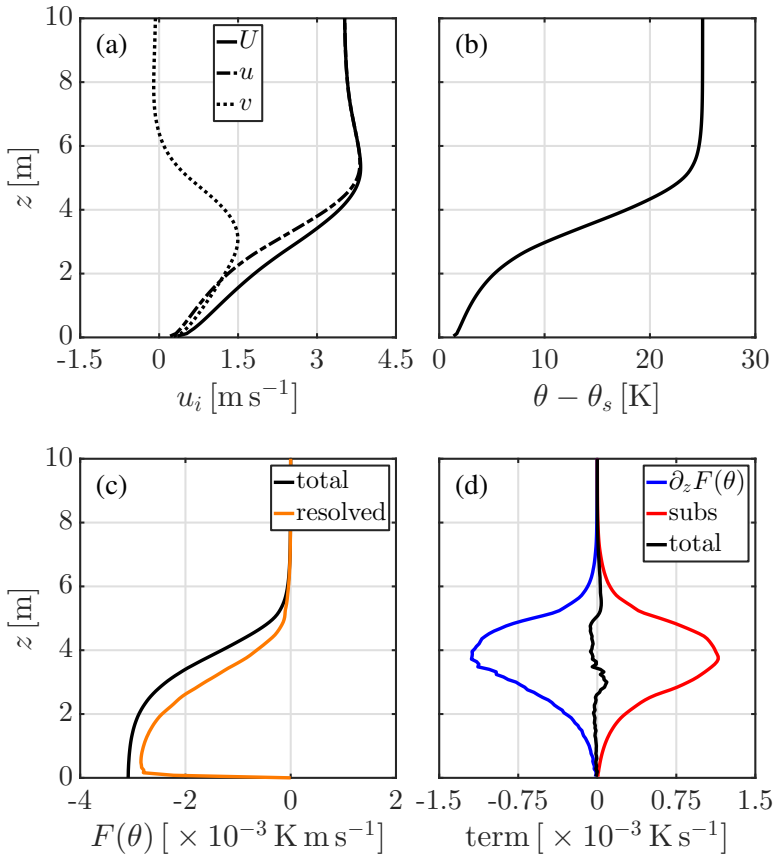 10
8
6
4
2
0
z [m]
(a)
U
u
v
-1.5 0 1.5 3 4.5
u_i [m s⁻¹]
(b)
0 10 20 30
θ − θ_s [K]
10
8
6
4
2
0
z [m]
(c)
total
resolved
-4 -2 0 2
F(θ) [ × 10⁻³ K m s⁻¹]
(d)
∂_zF(θ)
subs
total
-1.5 -0.75 0 0.75 1.5
term [ × 10⁻³ K s⁻¹]